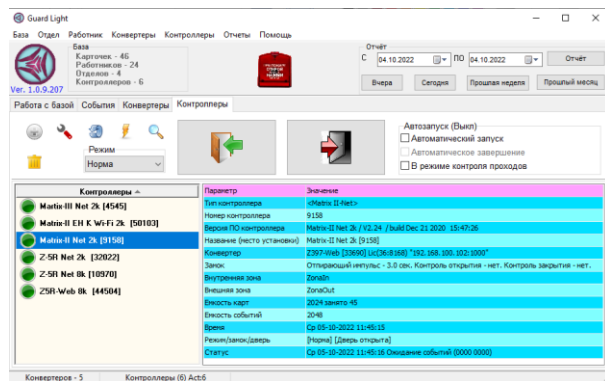 Guard Light
База Отдел Работник Конвертеры Контроллеры Отчеты Помощь
База
Карточек - 46
Работников - 24
Отделов - 4
Контроллеров - 6
Ver. 1.0.9.207
Отчёт
С 04.10.2022 ПО 04.10.2022 Отчёт
Вчера Сегодня Прошлая неделя Прошлый месяц
Работа с базой События Конвертеры Контроллеры
Режим
Норма
Автозапуск (Выкл)
Автоматический запуск
Автоматическое завершение
В режиме контроля проходов
Контроллеры
Martix-III Net 2k [4545]
Matrix-II EH K Wi-Fi 2k [50103]
Matrix-II Net 2k [9158]
Z-5R Net 2k [32022]
Z-5R Net 8k [10970]
Z5R-Web 8k [44504]
Параметр Значение
Тип контроллера <Matrix II-Net>
Номер контроллера 9158
Версия ПО контроллера Matrix-II Net 2k / V2.24 / build Dec 21 2020 15:47:26
Название (место установки) Matrix-II Net 2k [9158]
Конвертер Z397-Web [33690] Lic(36:8168) "192.168.100.102:1000"
Замок Отпирающий импульс - 3.0 сек. Контроль открытия - нет. Контроль закрытия - нет.
Внутренняя зона ZonaIn
Внешняя зона ZonaOut
Емкость карт 2024 занято 45
Емкость событий 2048
Время Ср 05-10-2022 11:45:15
Режим/замок/дверь [Норма] [Дверь открыта]
Статус Ср 05-10-2022 11:45:16 Ожидание событий (0000 0000)
Конвертеров - 5 Контроллеры (6) Act:6